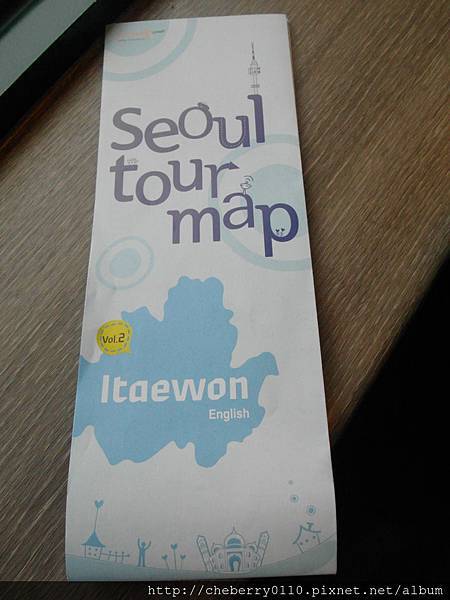 Seoul
tour
map
Vol.2
Itaewon
English
http://cheberry0110.pixnet.net/album